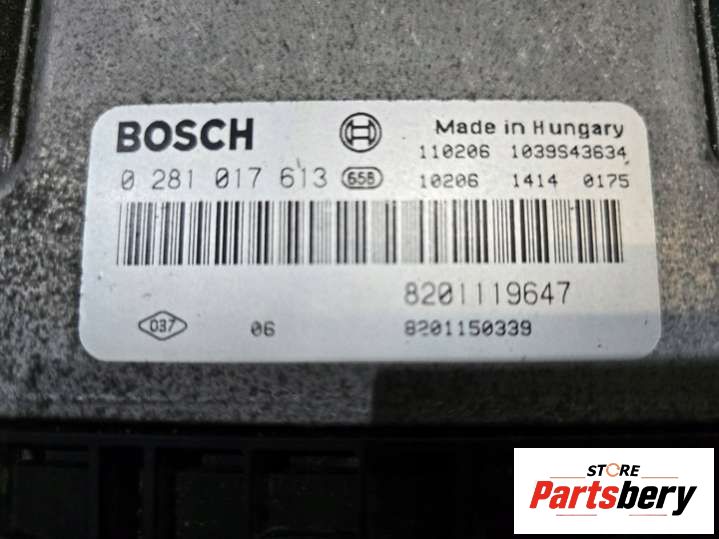 BOSCH
Made in Hungary
110206 1039S43634
0 281 017 613 658
10206 1414 0175
8201119647
037 06 8201150339
STORE
Partsbery